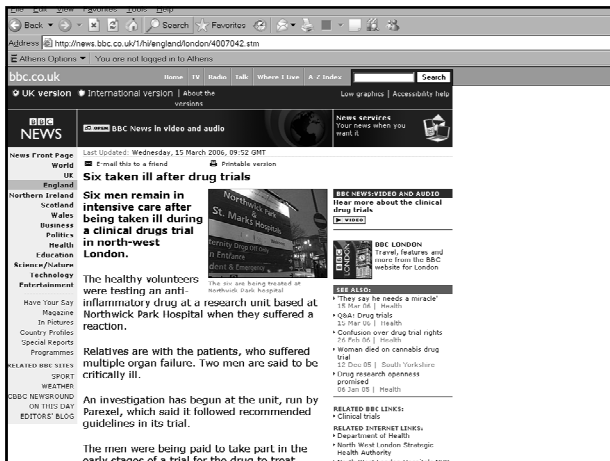 File Edit View Favorites Tools Help
Back Search Favorites
Address http://news.bbc.co.uk/1/hi/england/london/4007042.stm
Athens Options You are not logged in to Athens
bbc.co.uk Home TV Radio Talk Where I Live A-Z Index Search
UK version International version | About the versions Low graphics | Accessibility help
BBC NEWS
OPEN BBC News in video and audio
News services
Your news when you
want it
News Front Page
World
UK
England
Northern Ireland
Scotland
Wales
Business
Politics
Health
Education
Science/Nature
Technology
Entertainment
Have Your Say
Magazine
In Pictures
Country Profiles
Special Reports
Programmes
RELATED BBC SITES
SPORT
WEATHER
CBBC NEWSROUND
ON THIS DAY
EDITORS' BLOG
Last Updated: Wednesday, 15 March 2006, 09:52 GMT
E-mail this to a friend Printable version
Six taken ill after drug trials
Six men remain in
intensive care after
being taken ill during
a clinical drugs trial
in north-west
London.
Northwick
Park
&
St. Marks Hospitals
ternity Drop Off Only
n Entrance
dent & Emergency
The six are being treated at
Northwick Park hospital
The healthy volunteers
were testing an anti-
inflammatory drug at a research unit based at
Northwick Park Hospital when they suffered a
reaction.
Relatives are with the patients, who suffered
multiple organ failure. Two men are said to be
critically ill.
An investigation has begun at the unit, run by
Parexel, which said it followed recommended
guidelines in its trial.
The men were being paid to take part in the
early stages of a trial for the drug to treat
BBC NEWS:VIDEO AND AUDIO
Hear more about the clinical
drug trials
VIDEO
BBC LONDON
BBC LONDON
Travel, features and
more from the BBC
website for London
SEE ALSO:
'They say he needs a miracle'
15 Mar 06 | Health
Q&A: Drug trials
15 Mar 06 | Health
Confusion over drug trial rights
26 Feb 06 | Health
Woman died on cannabis drug
trial
12 Dec 05 | South Yorkshire
Drug research openness
promised
06 Jan 05 | Health
RELATED BBC LINKS:
Clinical trials
RELATED INTERNET LINKS:
Department of Health
North West London Strategic
Health Authority